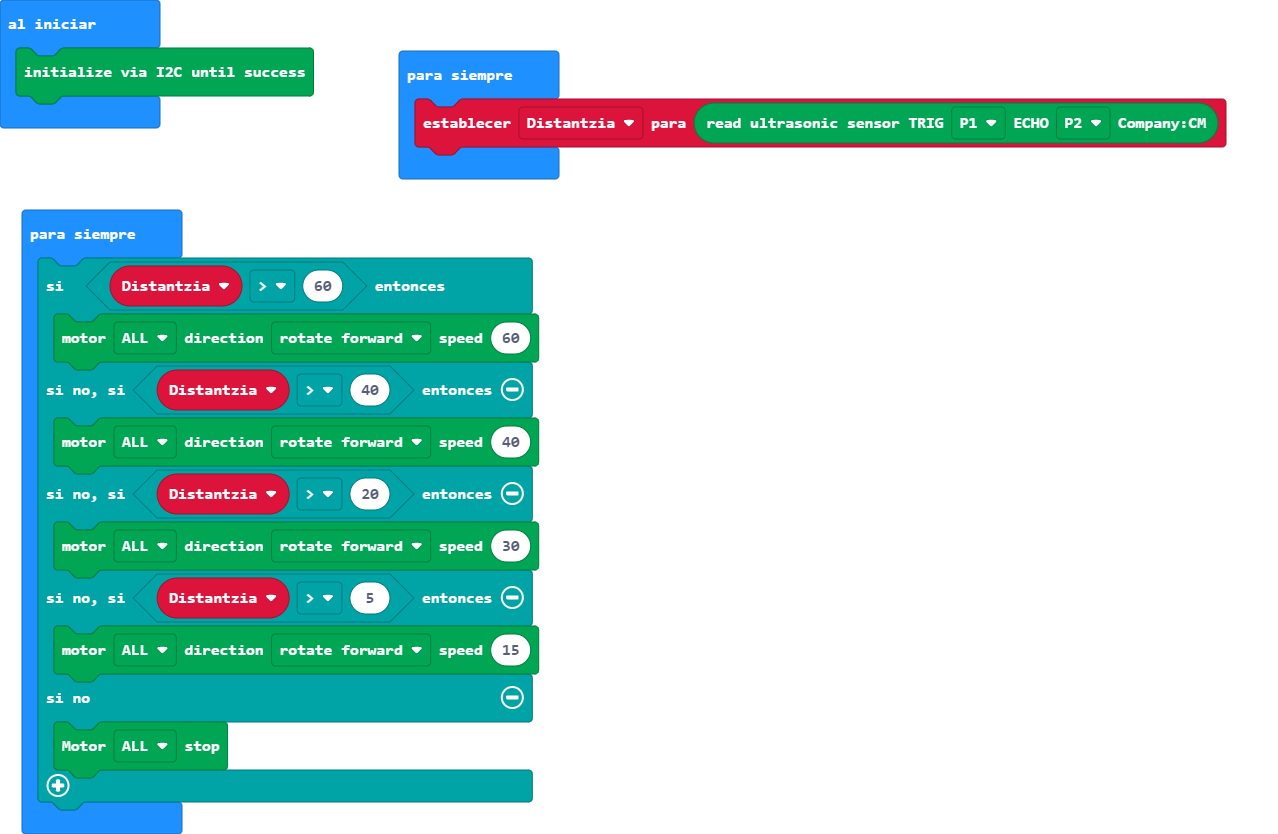 al iniciar
initialize via I2C until success
para siempre
establecer Distantzia para read ultrasonic sensor TRIG P1 ECHO P2 Company:CM
para siempre
si Distantzia > 60 entonces
motor ALL direction rotate forward speed 60
si no, si Distantzia > 40 entonces
motor ALL direction rotate forward speed 40
si no, si Distantzia > 20 entonces
motor ALL direction rotate forward speed 30
si no, si Distantzia > 5 entonces
motor ALL direction rotate forward speed 15
si no
Motor ALL stop